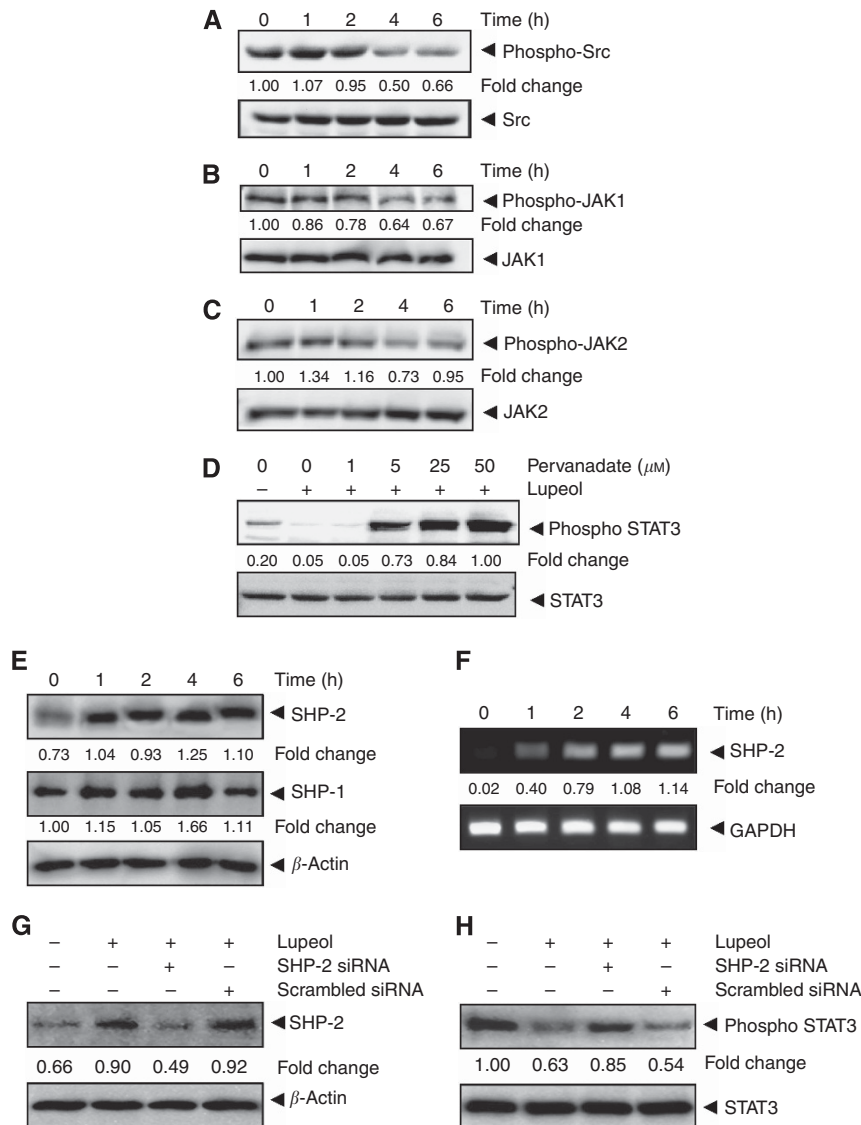 A
0 1 2 4 6 Time (h)
Phospho-Src
1.00 1.07 0.95 0.50 0.66 Fold change
Src
B
0 1 2 4 6 Time (h)
Phospho-JAK1
1.00 0.86 0.78 0.64 0.67 Fold change
JAK1
C
0 1 2 4 6 Time (h)
Phospho-JAK2
1.00 1.34 1.16 0.73 0.95 Fold change
JAK2
D
0 0 1 5 25 50 Pervanadate (μM)
– + + + + + Lupeol
Phospho STAT3
0.20 0.05 0.05 0.73 0.84 1.00 Fold change
STAT3
E
0 1 2 4 6 Time (h)
SHP-2
0.73 1.04 0.93 1.25 1.10 Fold change
SHP-1
1.00 1.15 1.05 1.66 1.11 Fold change
β-Actin
F
0 1 2 4 6 Time (h)
SHP-2
0.02 0.40 0.79 1.08 1.14 Fold change
GAPDH
G
– + + + Lupeol
– – + – SHP-2 siRNA
– – – + Scrambled siRNA
SHP-2
0.66 0.90 0.49 0.92 Fold change
β-Actin
H
– + + + Lupeol
– – + – SHP-2 siRNA
– – – + Scrambled siRNA
Phospho STAT3
1.00 0.63 0.85 0.54 Fold change
STAT3